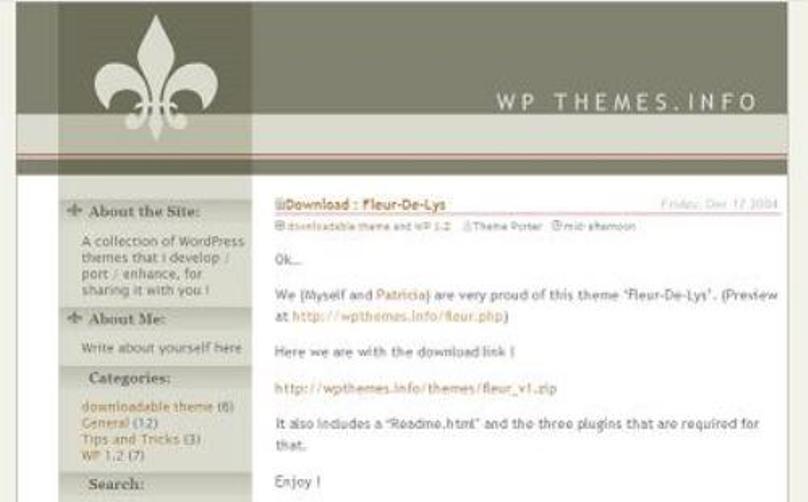 WP THEMES.INFO
About the Site:
A collection of WordPress
themes that i develop /
port / enhance, for
sharing it with you !
About Me:
Write about yourself here
Categories:
downloadable theme (6)
General (12)
Tips and Tricks (3)
WP 1.2 (7)
Search:
Download : Fleur-De-Lys
Friday, Dec 17 2004
downloadable theme and WP 1.2 Theme Porter mid-afternoon
Ok...
We (Myself and Patricia) are very proud of this theme "Fleur-De-Lys". (Preview
at http://wpthemes.info/fleur.php)
Here we are with the download link !
http://wpthemes.info/themes/fleur_v1.zip
It also includes a "Readme.html" and the three plugins that are required for
that.
Enjoy !